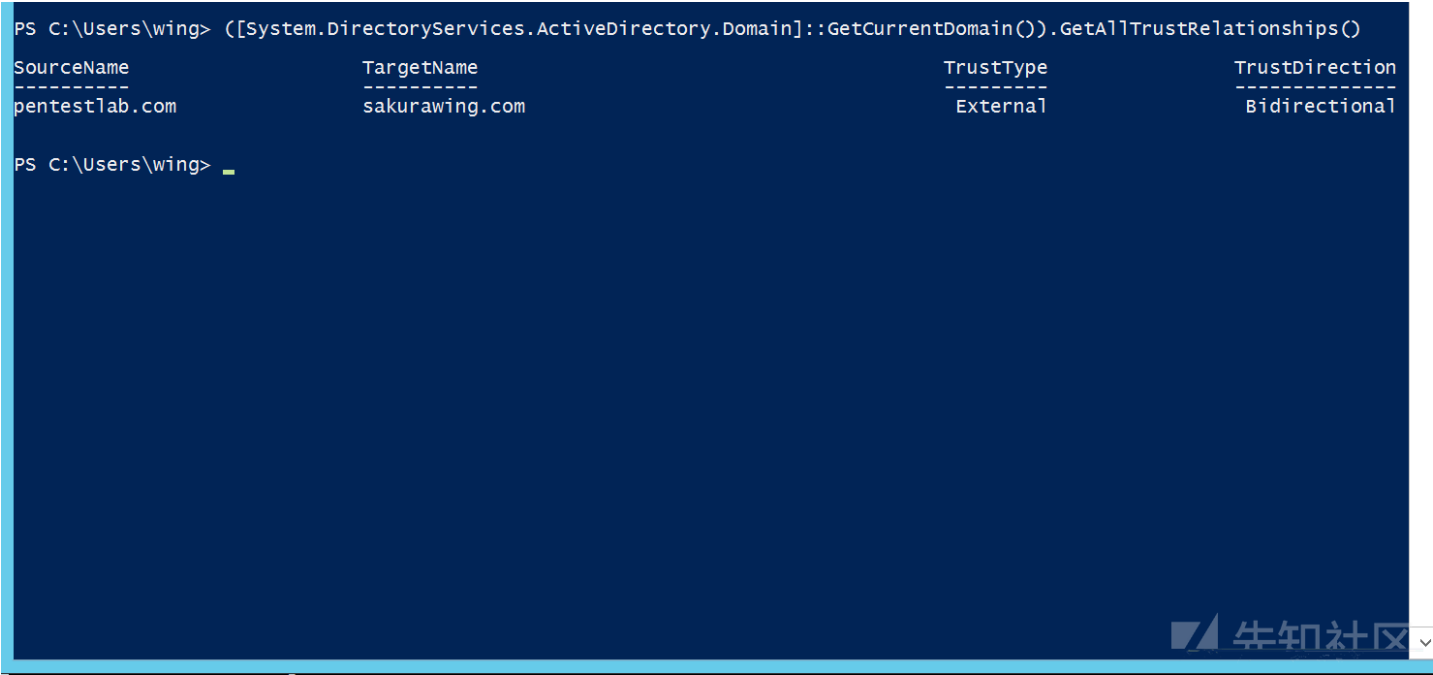 PS C:\Users\wing> ([System.DirectoryServices.ActiveDirectory.Domain]::GetCurrentDomain()).GetAllTrustRelationships()
SourceName TargetName TrustType TrustDirection
---------- ---------- --------- --------------
pentestlab.com sakurawing.com External Bidirectional
PS C:\Users\wing> _
先知社区